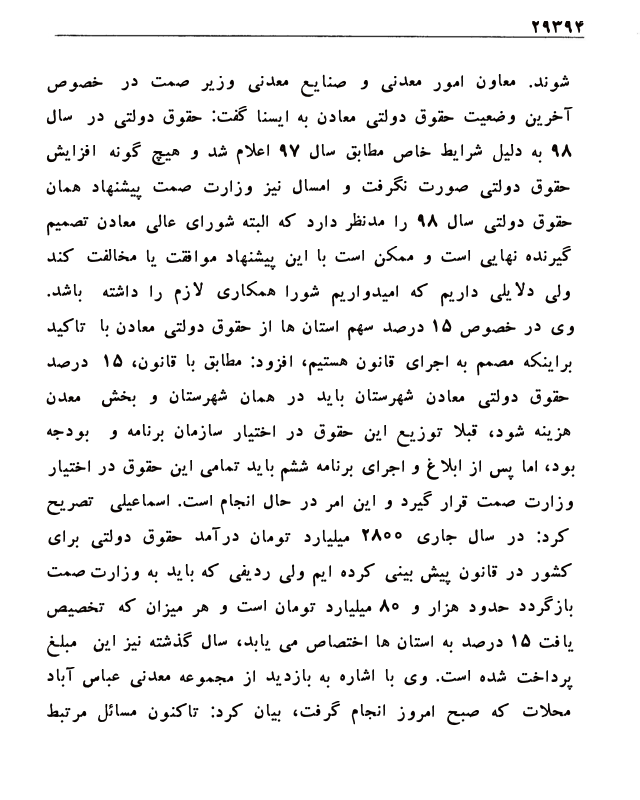 ۲۹۳۹۴
شوند. معاون امور معدنی و صنایع معدنی وزیر صمت در خصوص
آخرین وضعیت حقوق دولتی معادن به ایسنا گفت: حقوق دولتی در سال
۹۸ به دلیل شرایط خاص مطابق سال ۹۷ اعلام شد و هیچ گونه افزایش
حقوق دولتی صورت نگرفت و امسال نیز وزارت صمت پیشنهاد همان
حقوق دولتی سال ۹۸ را مدنظر دارد که البته شورای عالی معادن تصمیم
گیرنده نهایی است و ممکن است با این پیشنهاد موافقت یا مخالفت کند
ولی دلایلی داریم که امیدواریم شورا همکاری لازم را داشته باشد.
وی در خصوص ۱۵ درصد سهم استان ها از حقوق دولتی معادن با تاکید
براینکه مصمم به اجرای قانون هستیم، افزود: مطابق با قانون، ۱۵ درصد
حقوق دولتی معادن شهرستان باید در همان شهرستان و بخش معدن
هزینه شود، قبلا توزیع این حقوق در اختیار سازمان برنامه و بودجه
بود، اما پس از ابلاغ و اجرای برنامه ششم باید تمامی این حقوق در اختیار
وزارت صمت قرار گیرد و این امر در حال انجام است. اسماعیلی تصریح
کرد: در سال جاری ۲۸۰۰ میلیارد تومان درآمد حقوق دولتی برای
کشور در قانون پیش بینی کرده ایم ولی ردیفی که باید به وزارت صمت
بازگردد حدود هزار و ۸۰ میلیارد تومان است و هر میزان که تخصیص
یافت ۱۵ درصد به استان ها اختصاص می یابد، سال گذشته نیز این مبلغ
پرداخت شده است. وی با اشاره به بازدید از مجموعه معدنی عباس آباد
محلات که صبح امروز انجام گرفت، بیان کرد: تاکنون مسائل مرتبط